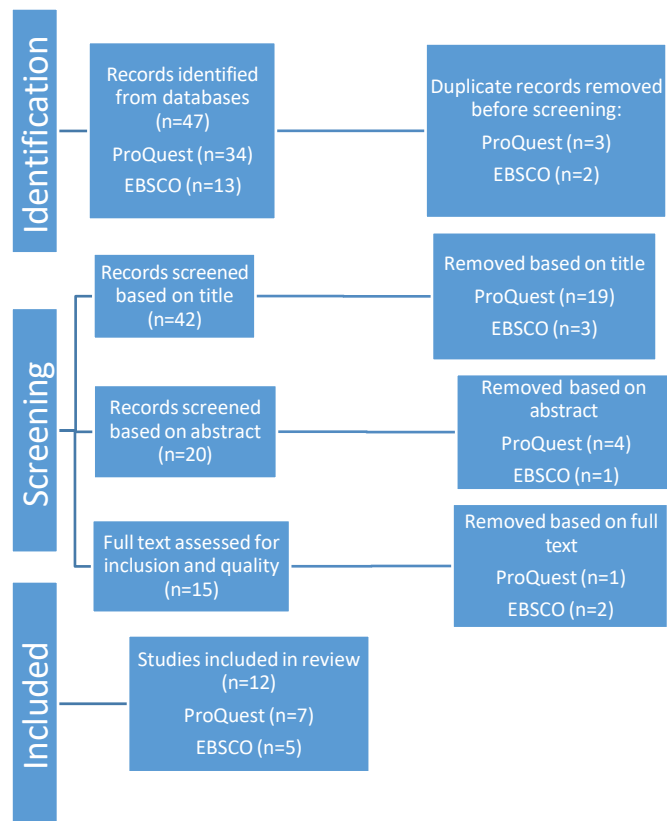 Identification
Records identified
from databases
(n=47)
ProQuest (n=34)
EBSCO (n=13)
Duplicate records removed
before screening:
ProQuest (n=3)
EBSCO (n=2)
Screening
Records screened
based on title
(n=42)
Removed based on title
ProQuest (n=19)
EBSCO (n=3)
Records screened
based on abstract
(n=20)
Removed based on
abstract
ProQuest (n=4)
EBSCO (n=1)
Full text assessed for
inclusion and quality
(n=15)
Removed based on full
text
ProQuest (n=1)
EBSCO (n=2)
Included
Studies included in review
(n=12)
ProQuest (n=7)
EBSCO (n=5)